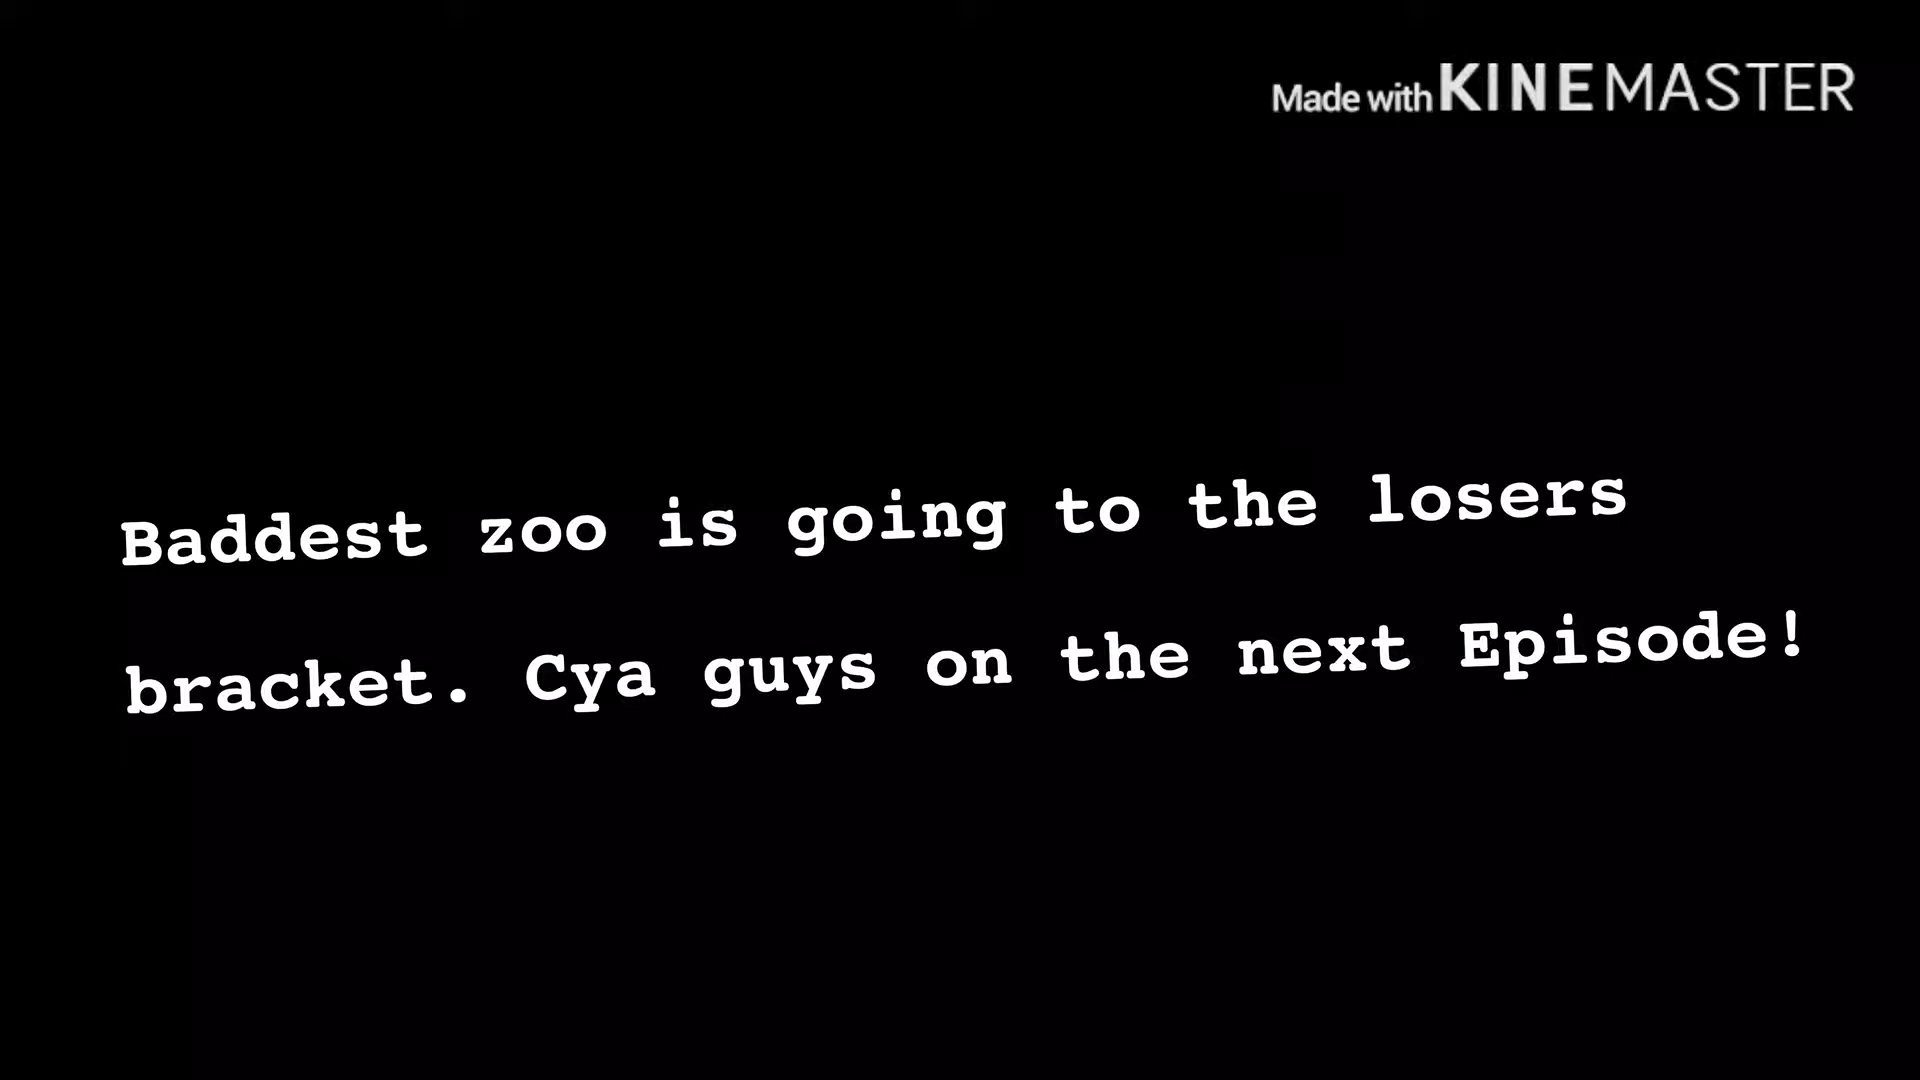 Made with KINEMASTER
Baddest zoo is going to the losers
bracket. Cya guys on the next Episode!